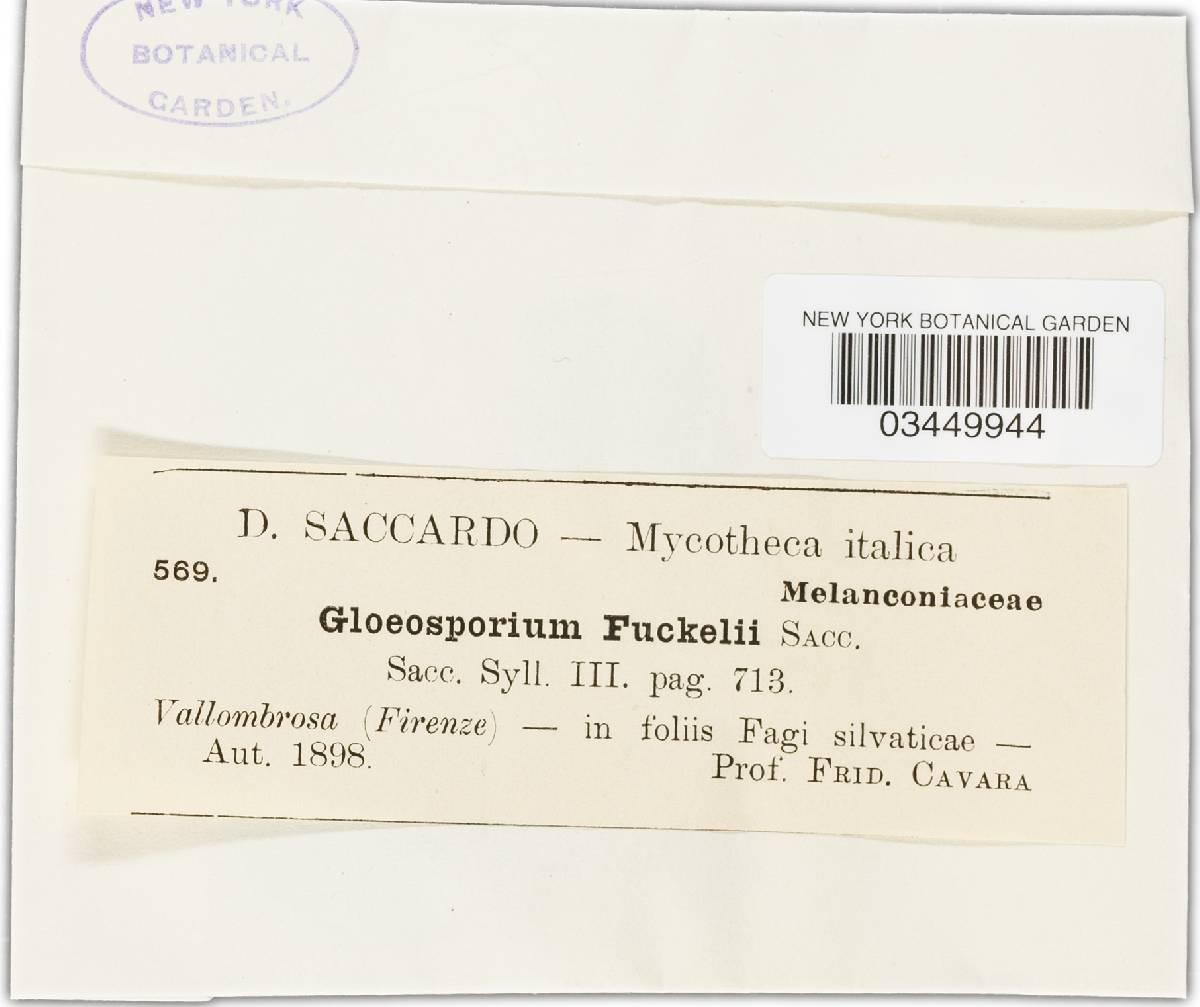 NEW YORK
BOTANICAL
GARDEN.
NEW YORK BOTANICAL GARDEN
03449944
D. SACCARDO — Mycotheca italica
569.
Melanconiaceae
Gloeosporium Fuckelii SACC.
Sacc. Syll. III. pag. 713.
Vallombrosa (Firenze) — in foliis Fagi silvaticae —
Aut. 1898.
Prof. FRID. CAVARA